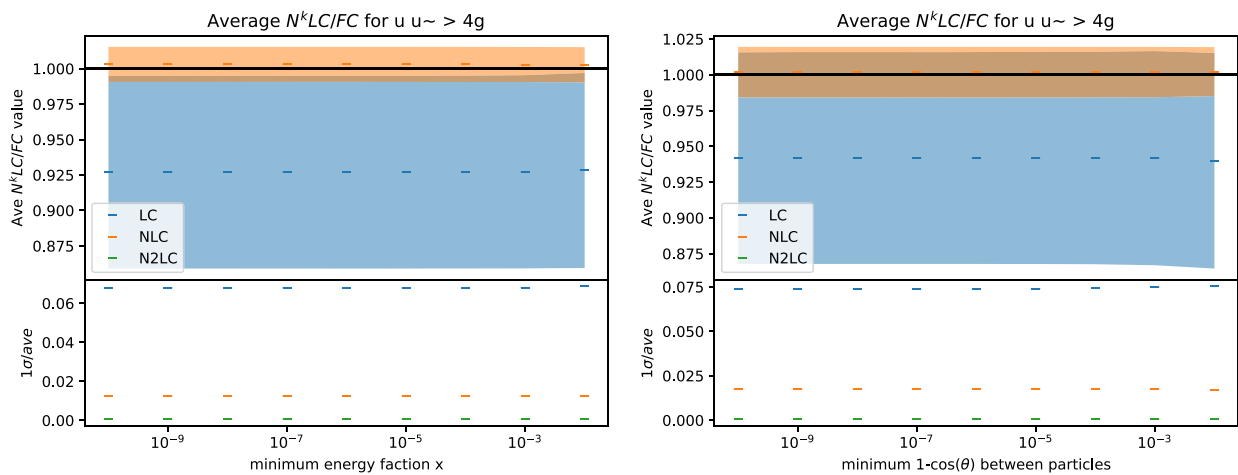 Average N^kLC/FC for u u~ > 4g
Ave N^kLC/FC value
1.000
0.975
0.950
0.925
0.900
0.875
LC
NLC
N2LC
1σ/ave
0.06
0.04
0.02
0.00
10^-9
10^-7
10^-5
10^-3
minimum energy faction x
Average N^kLC/FC for u u~ > 4g
Ave N^kLC/FC value
1.025
1.000
0.975
0.950
0.925
0.900
0.875
LC
NLC
N2LC
1σ/ave
0.075
0.050
0.025
0.000
10^-9
10^-7
10^-5
10^-3
minimum 1-cos(θ) between particles